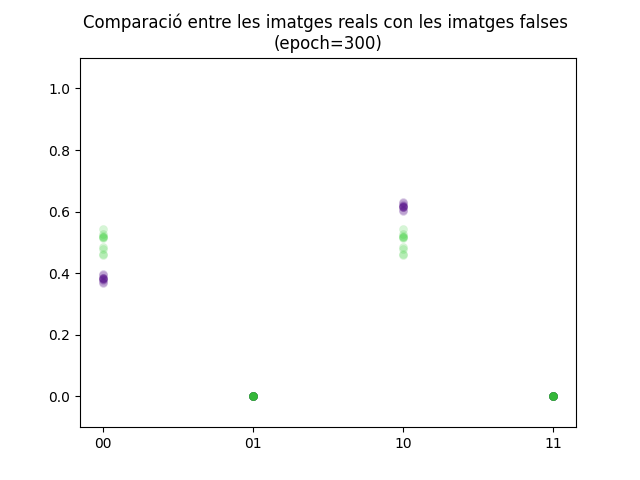 Comparació entre les imatges reals con les imatges falses
(epoch=300)
1.0
0.8
0.6
0.4
0.2
0.0
00 01 10 11